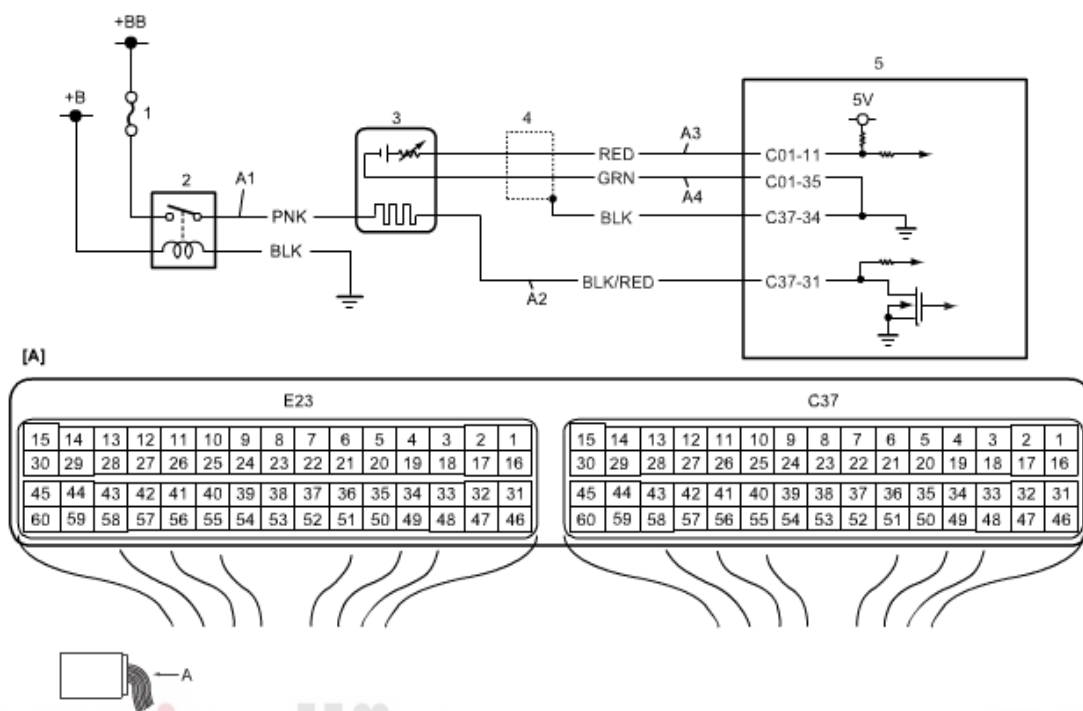 +BB
5
+B
1
3
4
5V
A3
2
A1
RED
C01-11
GRN
C01-35
A4
PNK
BLK
C37-34
BLK
A2
BLK/RED
C37-31
[A]
E23
C37
15 14 13 12 11 10 9 8 7 6 5 4 3 2 1
15 14 13 12 11 10 9 8 7 6 5 4 3 2 1
30 29 28 27 26 25 24 23 22 21 20 19 18 17 16
30 29 28 27 26 25 24 23 22 21 20 19 18 17 16
45 44 43 42 41 40 39 38 37 36 35 34 33 32 31
45 44 43 42 41 40 39 38 37 36 35 34 33 32 31
60 59 58 57 56 55 54 53 52 51 50 49 48 47 46
60 59 58 57 56 55 54 53 52 51 50 49 48 47 46
A